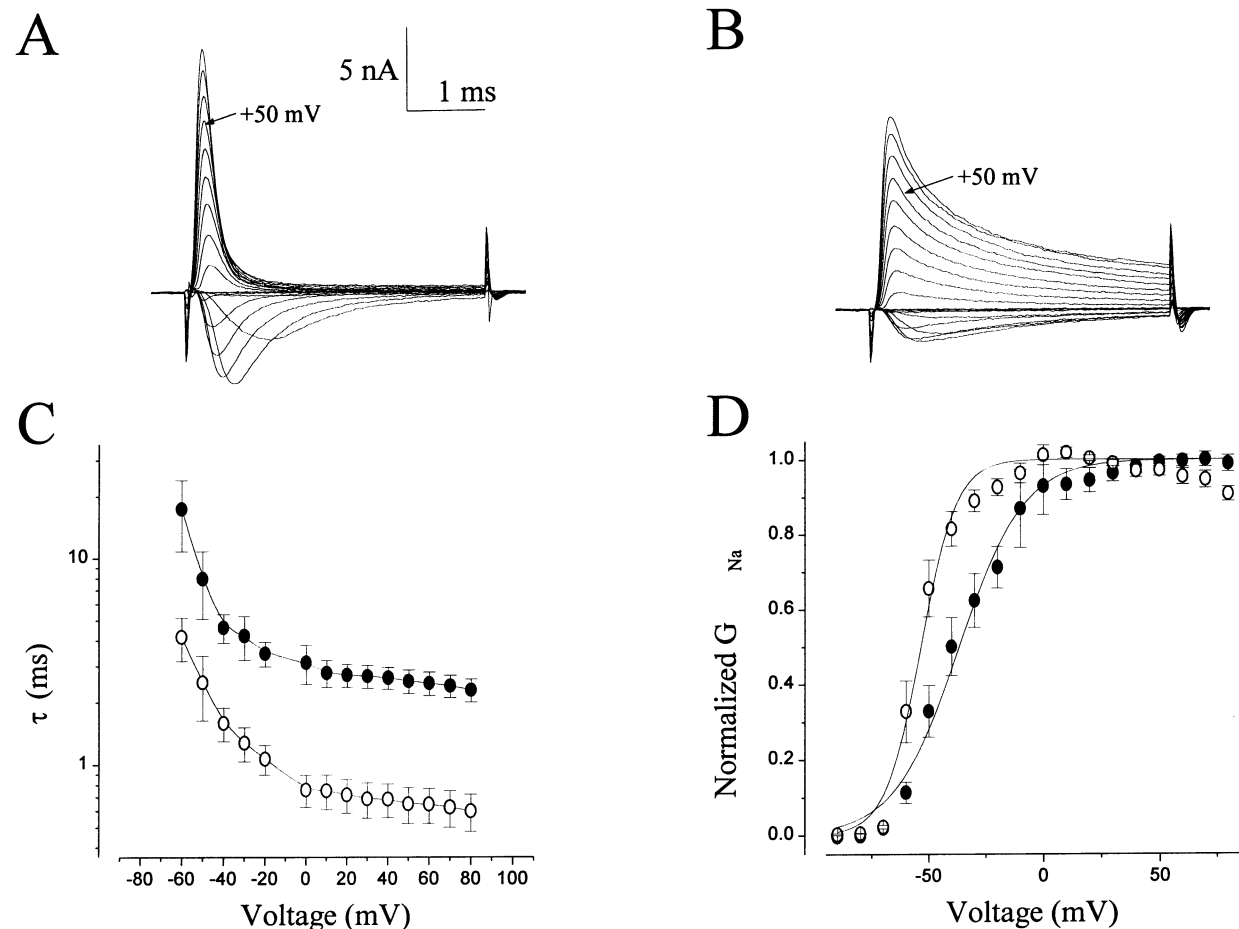 A
5 nA
1 ms
+50 mV
B
+50 mV
C
10
1
τ (ms)
-80 -60 -40 -20 0 20 40 60 80 100
Voltage (mV)
D
1.0
0.8
0.6
0.4
0.2
0.0
Normalized G Na
-50 0 50
Voltage (mV)